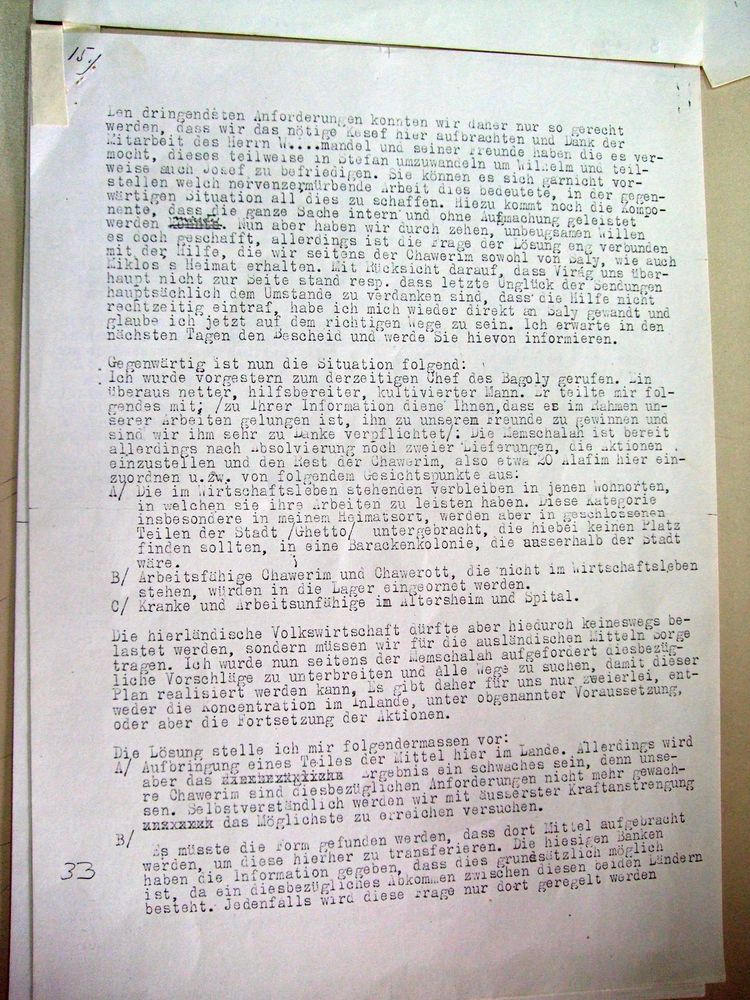 15./.
Den dringendsten Anforderungen konnten wir daher nur so gerecht
werden, dass wir das nötige Kesef hier aufbrachten und Dank der
Mitarbeit des Herrn W....mandel und seiner Freunde haben die es ver-
mocht, dieses teilweise in Stefan umzuwandeln um Wilhelm und teil-
weise auch Josef zu befriedigen. Sie können es sich garnicht vor-
stellen welch nervenzermürbende Arbeit dies bedeutete, in der gegen-
wärtigen Situation all dies zu schaffen. Hiezu kommt noch die Kompo-
nente, dass die ganze Sache intern und ohne Aufmachung geleistet
werden . Nun aber haben wir durch zehen, unbeugsamen Willen
es doch geschafft, allerdings ist die Frage der Lösung eng verbunden
mit der Hilfe, die wir seitens der Chawerim sowohl von Saly, wie auch
Miklos s Heimat erhalten. Mit Rücksicht darauf, dass Virág uns über-
haupt nicht zur Seite stand resp. dass letzte Unglück der Sendungen
hauptsächlich dem Umstande zu verdanken sind, dass die Hilfe nicht
rechtzeitig eintraf, habe ich mich wieder direkt an Saly gewandt und
glaube ich jetzt auf dem richtigen Wege zu sein. Ich erwarte in den
nächsten Tagen den Bescheid und werde Sie hievon informieren.
Gegenwärtig ist nun die Situation folgend:
Ich wurde vorgestern zum derzeitigen Chef des Bagoly gerufen. Ein
überaus netter, hilfsbereiter, kultivierter Mann. Er teilte mir fol-
gendes mit; /zu Ihrer Information diene Ihnen,dass es im Rahmen un-
serer Arbeiten gelungen ist, ihn zu unserem Freunde zu gewinnen und
sind wir ihm sehr zu Danke verpflichtet/: Die Memschalah ist bereit
allerdings nach Absolvierung noch zweier Lieferungen, die Aktionen
einzustellen und den Rest der Chawerim, also etwa 20 Alafim hier ein-
zuordnen u.zw. von folgendem Gesichtspunkte aus:
A/ Die im Wirtschaftsleben stehenden verbleiben in jenen Wohnorten,
in welchen sie ihre Arbeiten zu leisten haben. Diese Kategorie
insbesondere in meinem Heimatsort, werden aber in geschlossenen
Teilen der Stadt /Ghetto/ untergebracht, die hiebei keinen Platz
finden sollten, in eine Barackenkolonie, die ausserhalb der Stadt
wäre.
B/ Arbeitsfähige Chawerim und Chawerott, die nicht im Wirtschaftsleben
stehen, würden in die Lager eingeornet werden.
C/ Kranke und Arbeitsunfähige im Altersheim und Spital.
Die hierländische Volkswirtschaft dürfte aber hiedurch keineswegs be-
lastet werden, sondern müssen wir für die ausländischen Mitteln Sorge
tragen. Ich wurde nun seitens der Memschalah aufgefordert diesbezüg-
liche Vorschläge zu unterbreiten und alle Wege zu suchen, damit dieser
Plan realisiert werden kann, Es gibt daher für uns nur zweierlei, ent-
weder die Koncentration im Inlande, unter obgenannter Voraussetzung,
oder aber die Fortsetzung der Aktionen.
Die Lösung stelle ich mir folgendermassen vor:
A/ Aufbringung eines Teiles der Mittel hier im Lande. Allerdings wird
aber das Ergebnis ein schwaches sein, denn unse-
re Chawerim sind diesbezüglichen Anforderungen nicht mehr gewach-
sen. Selbstverständlich werden wir mit äusserster Kraftanstrengung
das Möglichste zu erreichen versuchen.
B/ Es müsste die Form gefunden werden, dass dort Mittel aufgebracht
werden, um diese hierher zu transferieren. Die hiesigen Banken
haben die Information gegeben, dass dies grundsätzlich möglich
ist, da ein diesbezügliches Abkommen zwischen diesen beiden Ländern
besteht. Jedenfalls wird diese Frage nur dort geregelt werden
33